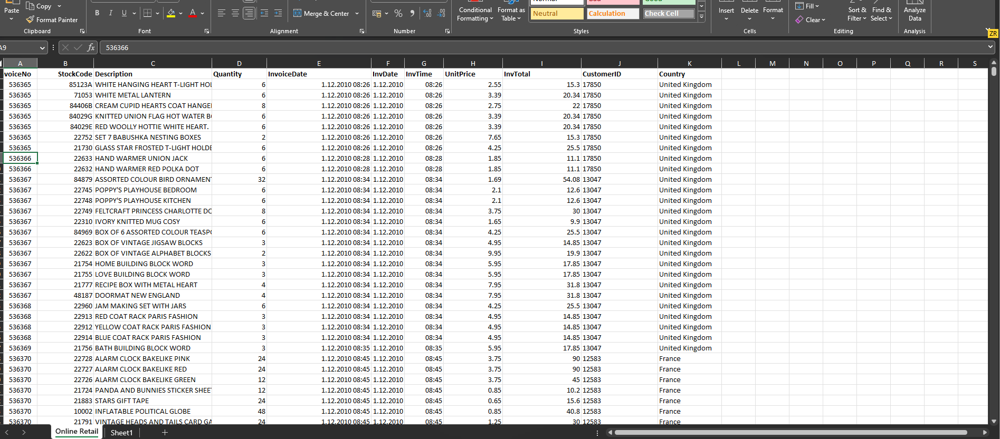 Paste
Copy
Format Painter
Clipboard
B I U
A
Font
Merge & Center
Alignment
%
Number
Conditional Formatting
Format as Table
Neutral
Calculation
Check Cell
Styles
Insert
Delete
Format
Cells
Fill
Clear
Sort & Filter
Find & Select
Editing
Analyze Data
Analysis
ZR
A9
fx
536366
A B C D E F G H I J K L M N O P Q R S
voiceNo StockCode Description Quantity InvoiceDate InvDate InvTime UnitPrice InvTotal CustomerID Country
536365 85123A WHITE HANGING HEART T-LIGHT HOL 6 1.12.2010 08:26 1.12.2010 08:26 2.55 15.3 17850 United Kingdom
536365 71053 WHITE METAL LANTERN 6 1.12.2010 08:26 1.12.2010 08:26 3.39 20.34 17850 United Kingdom
536365 84406B CREAM CUPID HEARTS COAT HANGE 8 1.12.2010 08:26 1.12.2010 08:26 2.75 22 17850 United Kingdom
536365 84029G KNITTED UNION FLAG HOT WATER B 6 1.12.2010 08:26 1.12.2010 08:26 3.39 20.34 17850 United Kingdom
536365 84029E RED WOOLLY HOTTIE WHITE HEART. 6 1.12.2010 08:26 1.12.2010 08:26 3.39 20.34 17850 United Kingdom
536365 22752 SET 7 BABUSHKA NESTING BOXES 2 1.12.2010 08:26 1.12.2010 08:26 7.65 15.3 17850 United Kingdom
536365 21730 GLASS STAR FROSTED T-LIGHT HOLDE 6 1.12.2010 08:26 1.12.2010 08:26 4.25 25.5 17850 United Kingdom
536366 22633 HAND WARMER UNION JACK 6 1.12.2010 08:28 1.12.2010 08:28 1.85 11.1 17850 United Kingdom
536366 22632 HAND WARMER RED POLKA DOT 6 1.12.2010 08:28 1.12.2010 08:28 1.85 11.1 17850 United Kingdom
536367 84879 ASSORTED COLOUR BIRD ORNAMEN 32 1.12.2010 08:34 1.12.2010 08:34 1.69 54.08 13047 United Kingdom
536367 22745 POPPY'S PLAYHOUSE BEDROOM 6 1.12.2010 08:34 1.12.2010 08:34 2.1 12.6 13047 United Kingdom
536367 22748 POPPY'S PLAYHOUSE KITCHEN 6 1.12.2010 08:34 1.12.2010 08:34 2.1 12.6 13047 United Kingdom
536367 22749 FELTCRAFT PRINCESS CHARLOTTE DC 8 1.12.2010 08:34 1.12.2010 08:34 3.75 30 13047 United Kingdom
536367 22310 IVORY KNITTED MUG COSY 6 1.12.2010 08:34 1.12.2010 08:34 1.65 9.9 13047 United Kingdom
536367 84969 BOX OF 6 ASSORTED COLOUR TEASP 6 1.12.2010 08:34 1.12.2010 08:34 4.25 25.5 13047 United Kingdom
536367 22623 BOX OF VINTAGE JIGSAW BLOCKS 3 1.12.2010 08:34 1.12.2010 08:34 4.95 14.85 13047 United Kingdom
536367 22622 BOX OF VINTAGE ALPHABET BLOCKS 2 1.12.2010 08:34 1.12.2010 08:34 9.95 19.9 13047 United Kingdom
536367 21754 HOME BUILDING BLOCK WORD 3 1.12.2010 08:34 1.12.2010 08:34 5.95 17.85 13047 United Kingdom
536367 21755 LOVE BUILDING BLOCK WORD 3 1.12.2010 08:34 1.12.2010 08:34 5.95 17.85 13047 United Kingdom
536367 21777 RECIPE BOX WITH METAL HEART 4 1.12.2010 08:34 1.12.2010 08:34 7.95 31.8 13047 United Kingdom
536367 48187 DOORMAT NEW ENGLAND 4 1.12.2010 08:34 1.12.2010 08:34 7.95 31.8 13047 United Kingdom
536368 22960 JAM MAKING SET WITH JARS 6 1.12.2010 08:34 1.12.2010 08:34 4.25 25.5 13047 United Kingdom
536368 22913 RED COAT RACK PARIS FASHION 3 1.12.2010 08:34 1.12.2010 08:34 4.95 14.85 13047 United Kingdom
536368 22912 YELLOW COAT RACK PARIS FASHION 3 1.12.2010 08:34 1.12.2010 08:34 4.95 14.85 13047 United Kingdom
536368 22914 BLUE COAT RACK PARIS FASHION 3 1.12.2010 08:34 1.12.2010 08:34 4.95 14.85 13047 United Kingdom
536369 21756 BATH BUILDING BLOCK WORD 3 1.12.2010 08:35 1.12.2010 08:35 5.95 17.85 13047 United Kingdom
536370 22728 ALARM CLOCK BAKELIKE PINK 24 1.12.2010 08:45 1.12.2010 08:45 3.75 90 12583 France
536370 22727 ALARM CLOCK BAKELIKE RED 24 1.12.2010 08:45 1.12.2010 08:45 3.75 90 12583 France
536370 22726 ALARM CLOCK BAKELIKE GREEN 12 1.12.2010 08:45 1.12.2010 08:45 3.75 45 12583 France
536370 21724 PANDA AND BUNNIES STICKER SHEE 12 1.12.2010 08:45 1.12.2010 08:45 0.85 10.2 12583 France
536370 21883 STARS GIFT TAPE 24 1.12.2010 08:45 1.12.2010 08:45 0.65 15.6 12583 France
536370 10002 INFLATABLE POLITICAL GLOBE 48 1.12.2010 08:45 1.12.2010 08:45 0.85 40.8 12583 France
536370 21791 VINTAGE HEADS AND TAILS CARD GA 24 1.12.2010 08:45 1.12.2010 08:45 1.25 30 12583 France
Online Retail Sheet1